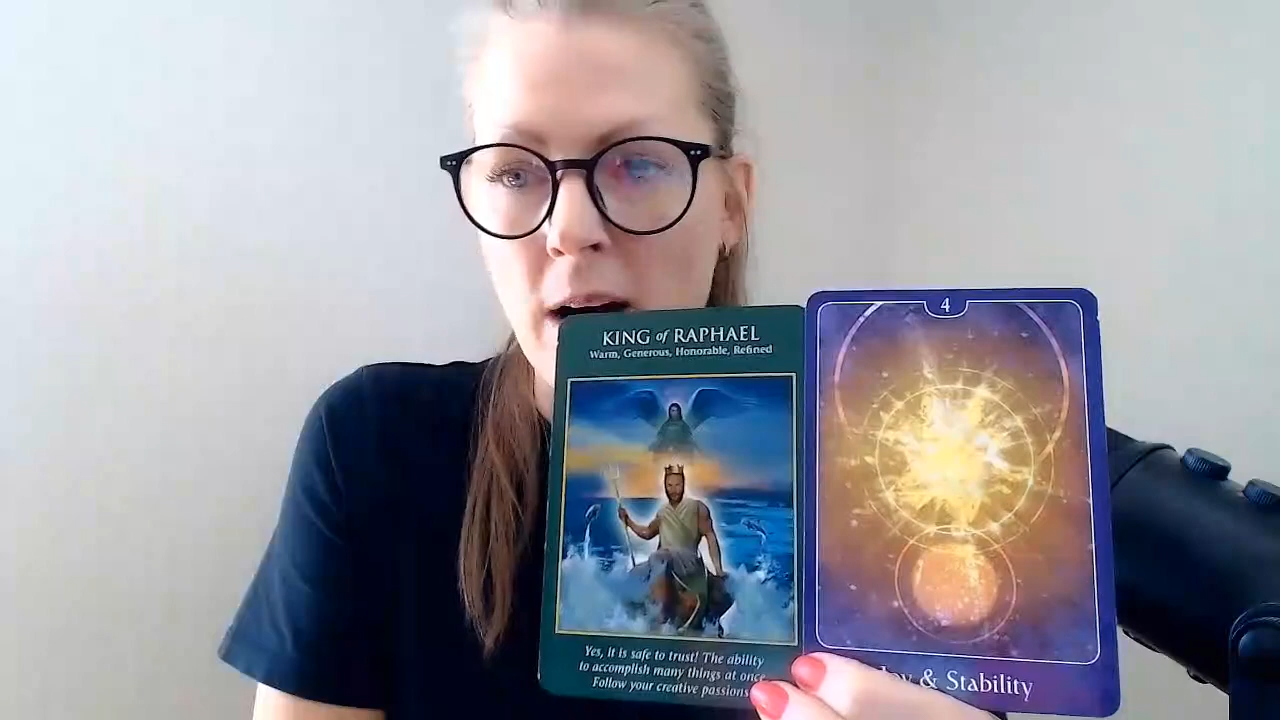 KING of RAPHAEL
Warm, Generous, Honorable, Refined
Yes, it is safe to trust! The ability
to accomplish many things at once.
Follow your creative passions.
4
& Stability